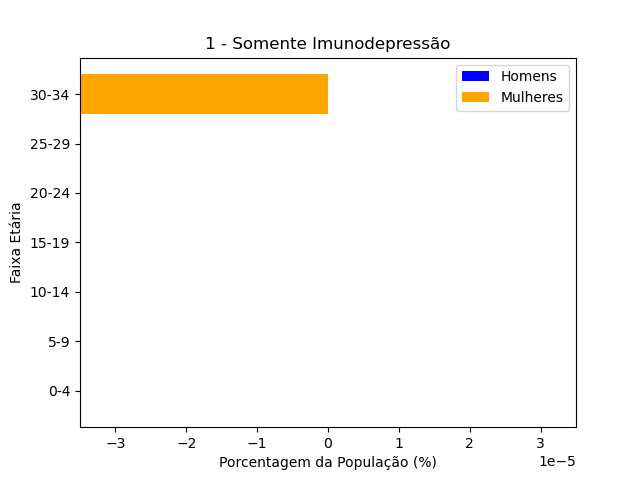 1 - Somente Imunodepressão
Homens
Mulheres
Faixa Etária
30-34
25-29
20-24
15-19
10-14
5-9
0-4
−3 −2 −1 0 1 2 3
1e−5
Porcentagem da População (%)